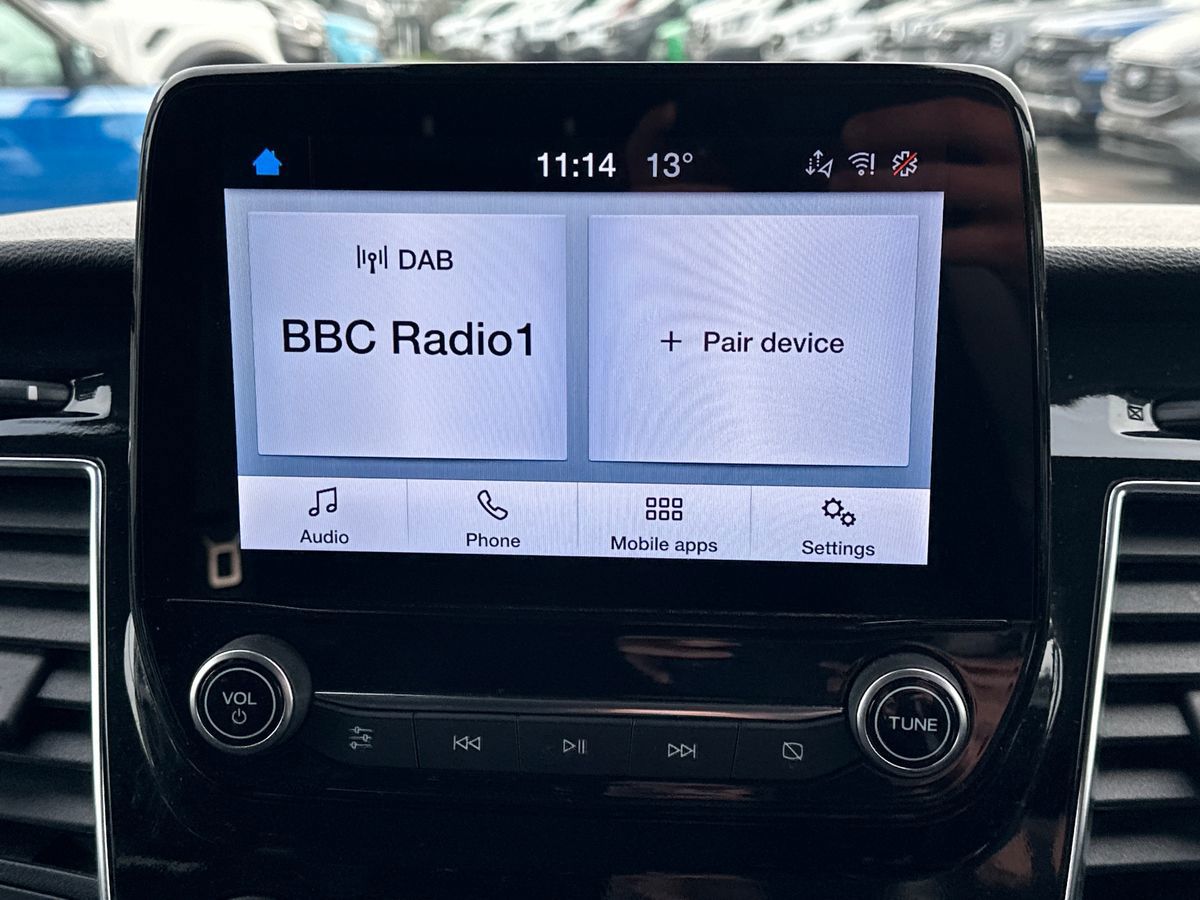 11:14 13°
DAB
BBC Radio1
+ Pair device
Audio
Phone
Mobile apps
Settings
VOL
TUNE